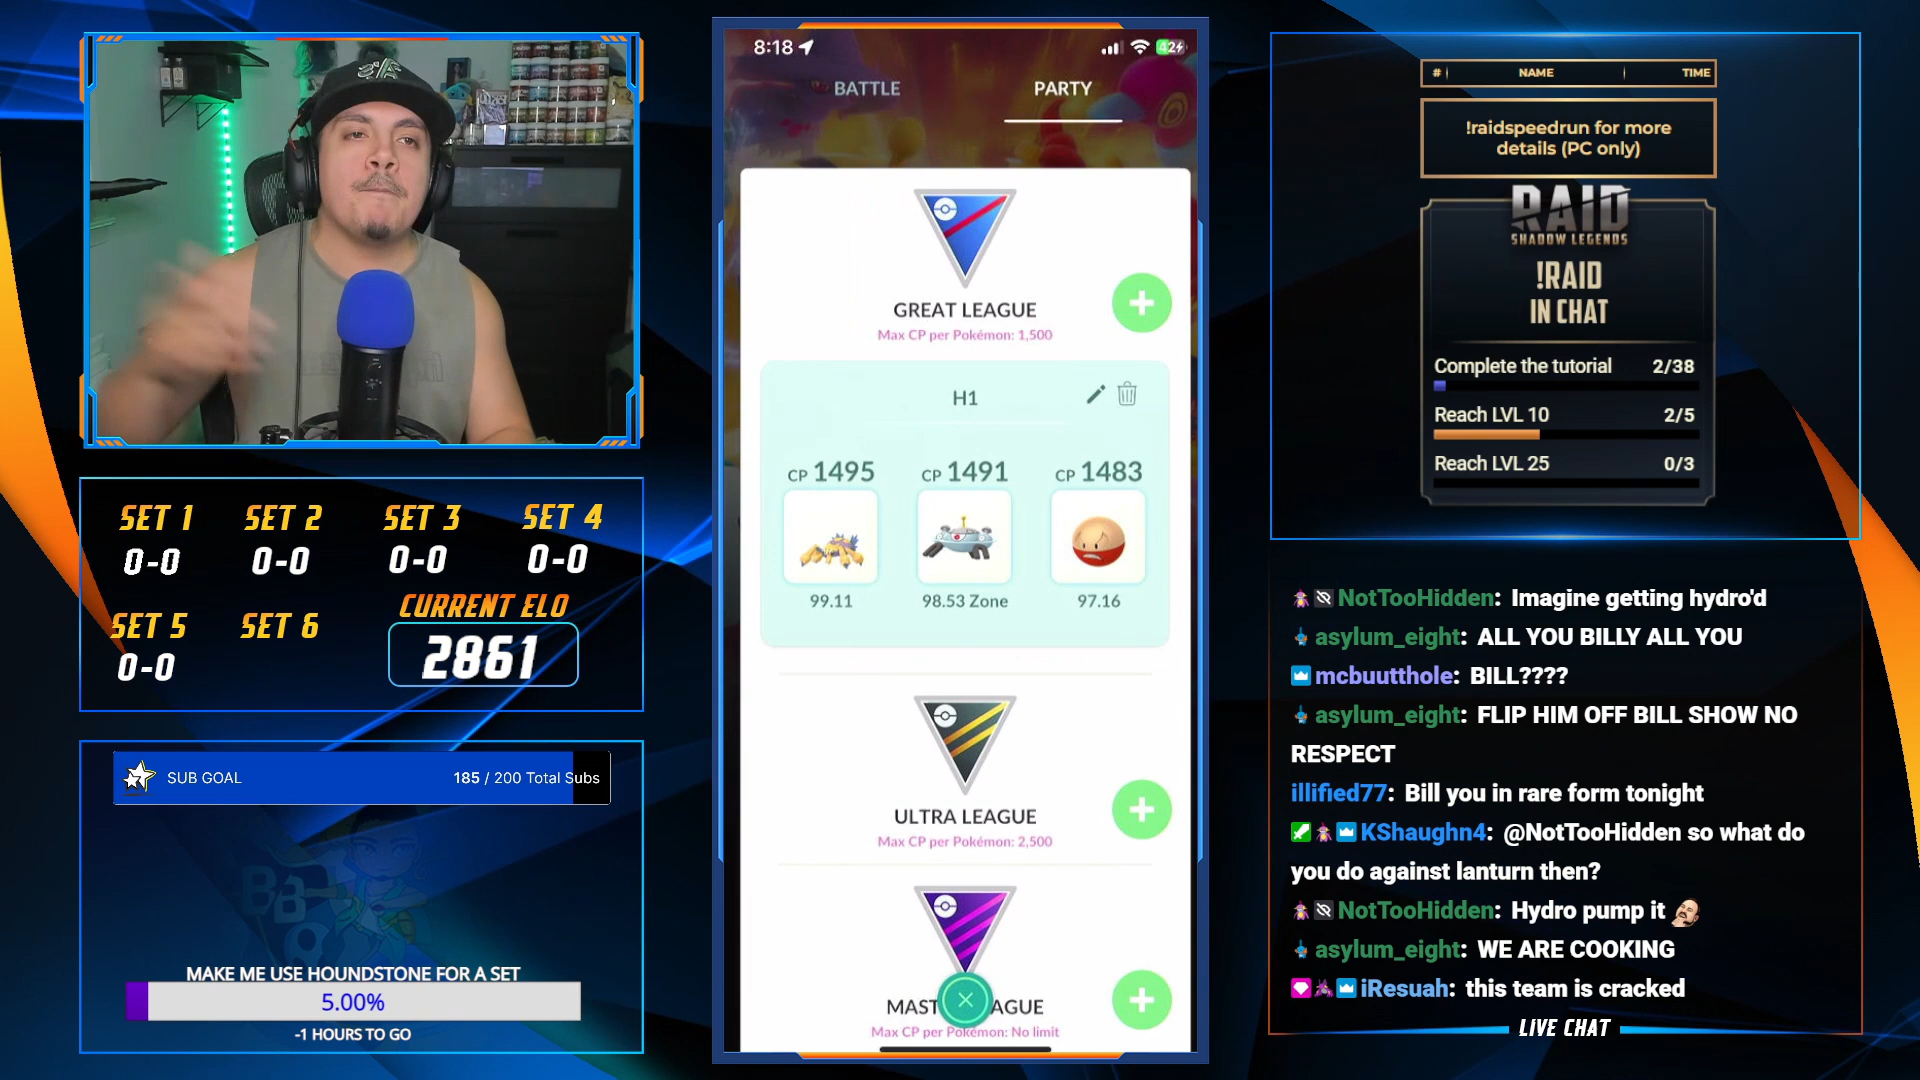 SET 1
SET 2
SET 3
SET 4
0-0
0-0
0-0
0-0
SET 5
SET 6
CURRENT ELO
0-0
2861
SUB GOAL
185 / 200 Total Subs
MAKE ME USE HOUNDSTONE FOR A SET
5.00%
-1 HOURS TO GO
8:18
42
BATTLE
PARTY
GREAT LEAGUE
Max CP per Pokémon: 1,500
H1
CP 1495
CP 1491
CP 1483
99.11
98.53 Zone
97.16
ULTRA LEAGUE
Max CP per Pokémon: 2,500
Max CP per Pokémon: No limit
# NAME TIME
!raidspeedrun for more
details (PC only)
RAID
SHADOW LEGENDS
!RAID
IN CHAT
Complete the tutorial 2/38
Reach LVL 10 2/5
Reach LVL 25 0/3
NotTooHidden: Imagine getting hydro'd
asylum_eight: ALL YOU BILLY ALL YOU
mcbuutthole: BILL????
asylum_eight: FLIP HIM OFF BILL SHOW NO
RESPECT
illified77: Bill you in rare form tonight
KShaughn4: @NotTooHidden so what do
you do against lanturn then?
NotTooHidden: Hydro pump it
asylum_eight: WE ARE COOKING
iResuah: this team is cracked
LIVE CHAT